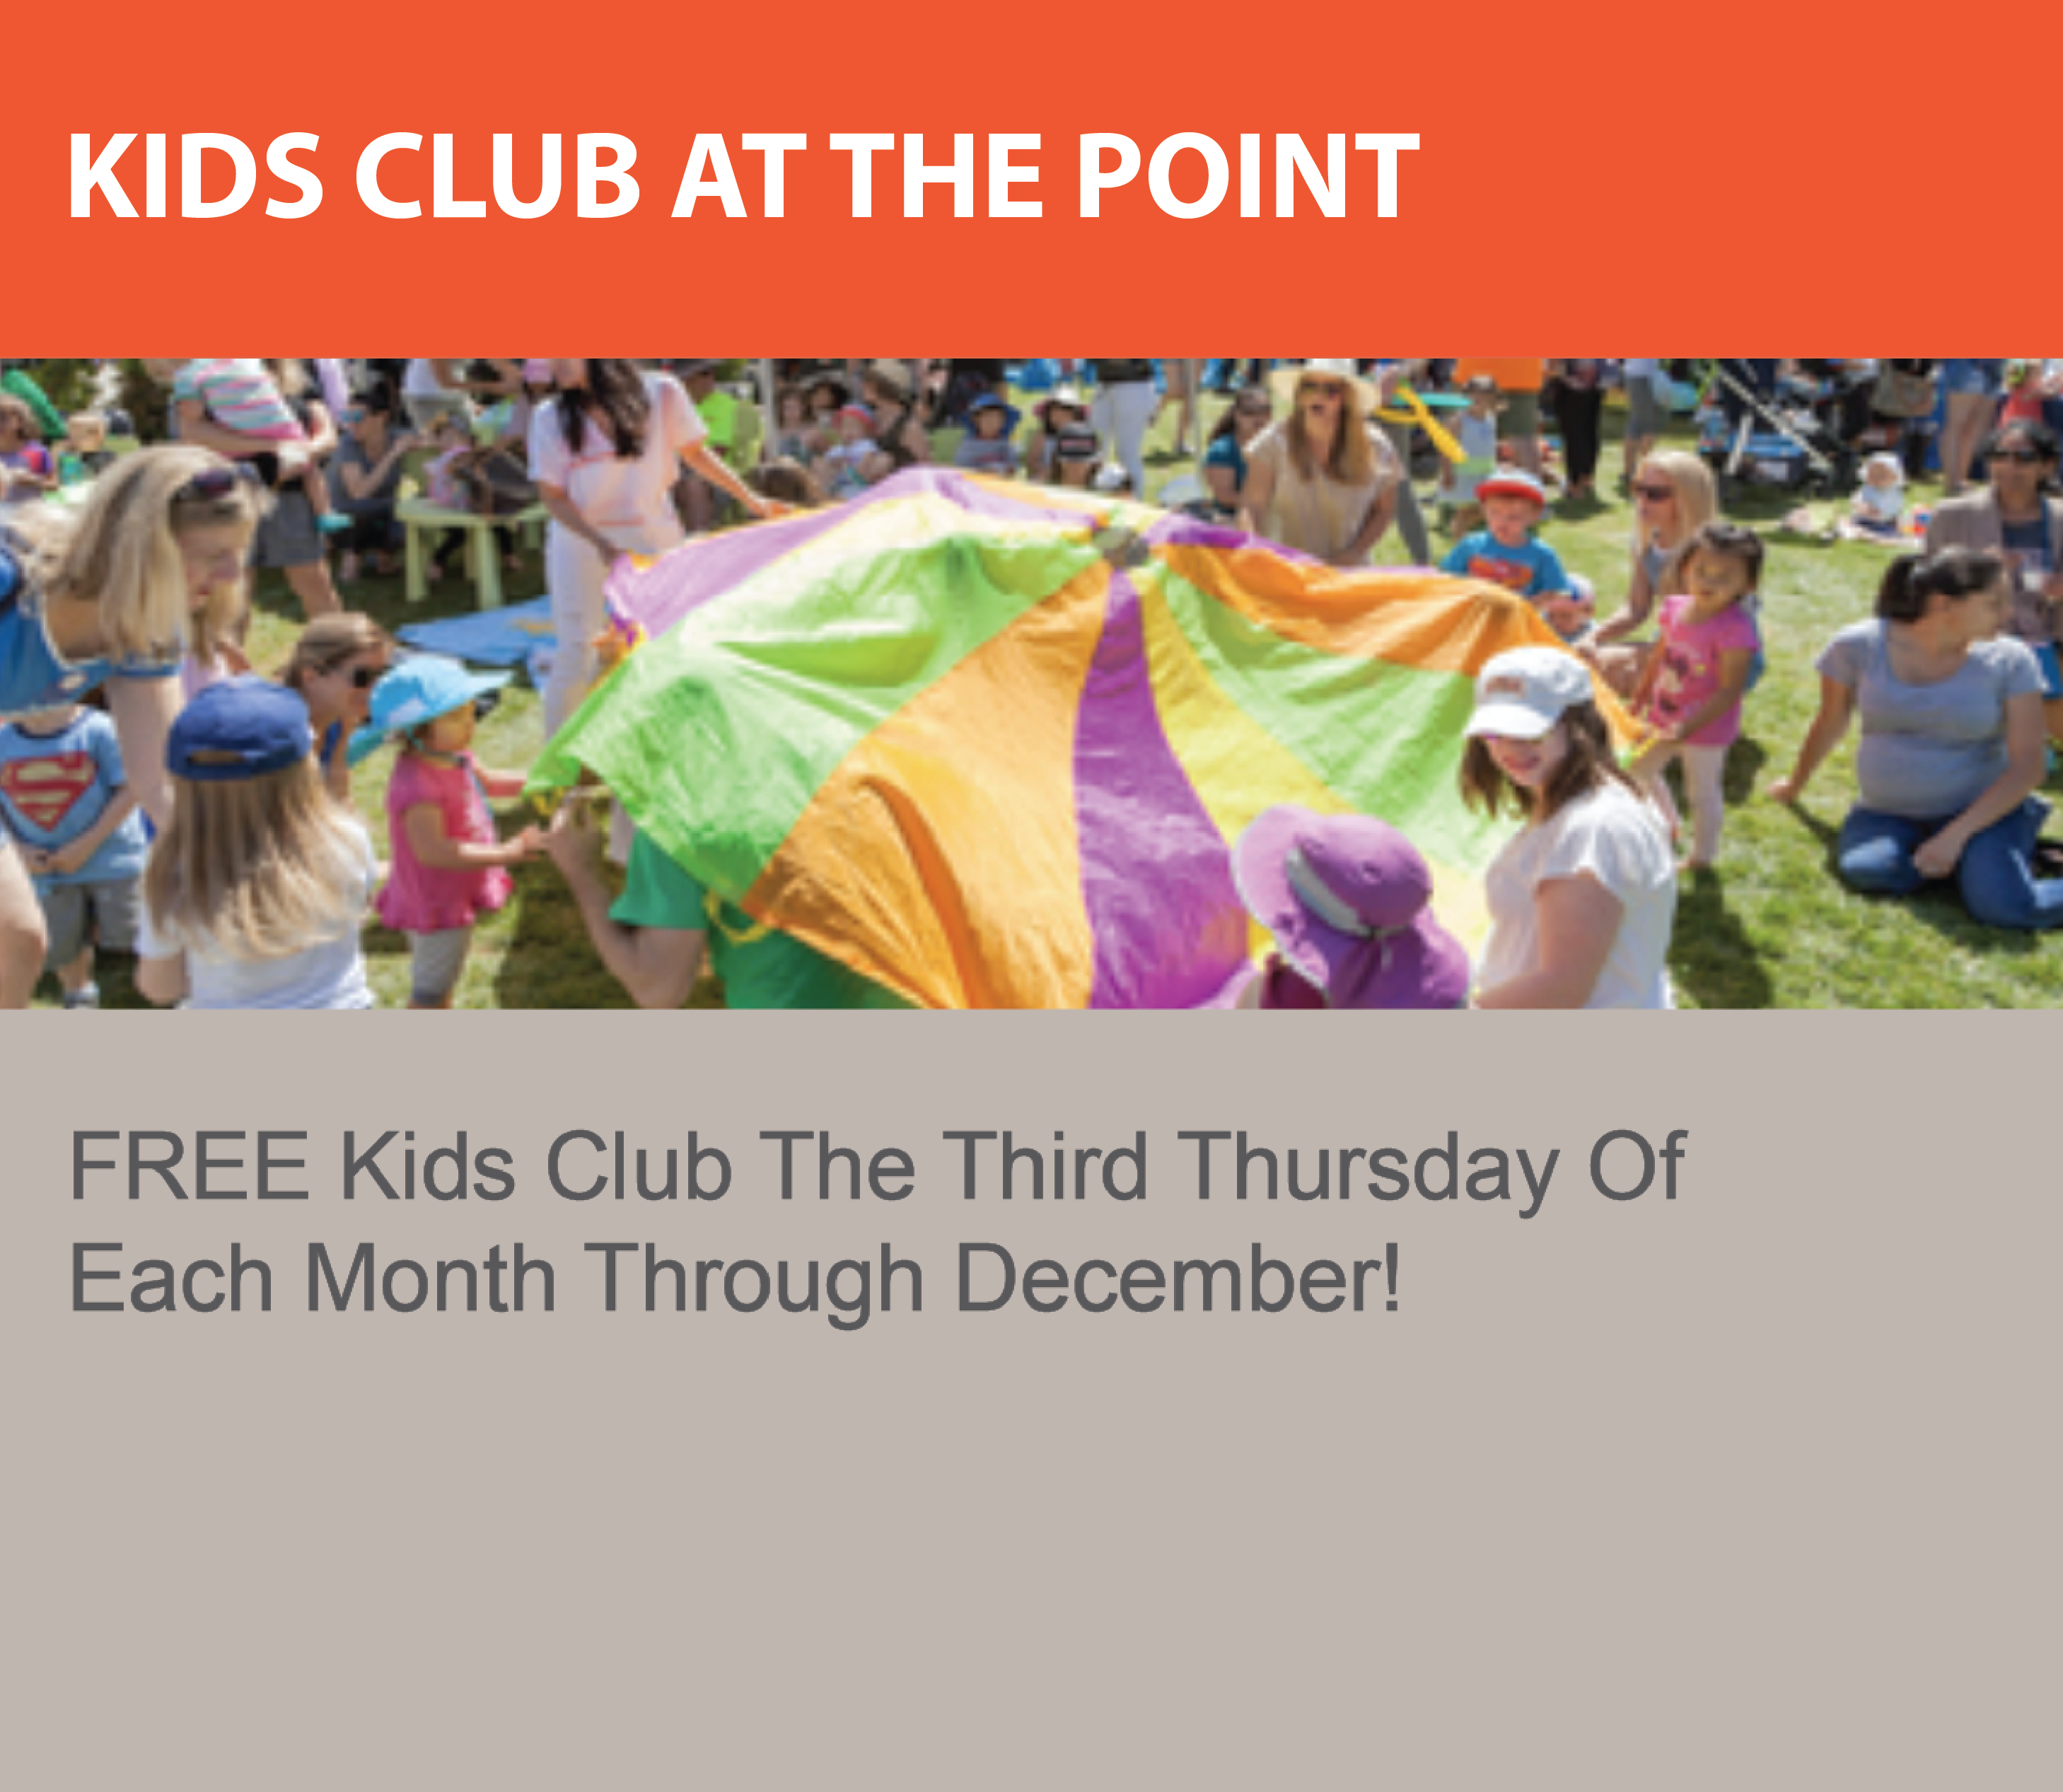 KIDS CLUB AT THE POINT
FREE Kids Club The Third Thursday Of
Each Month Through December!